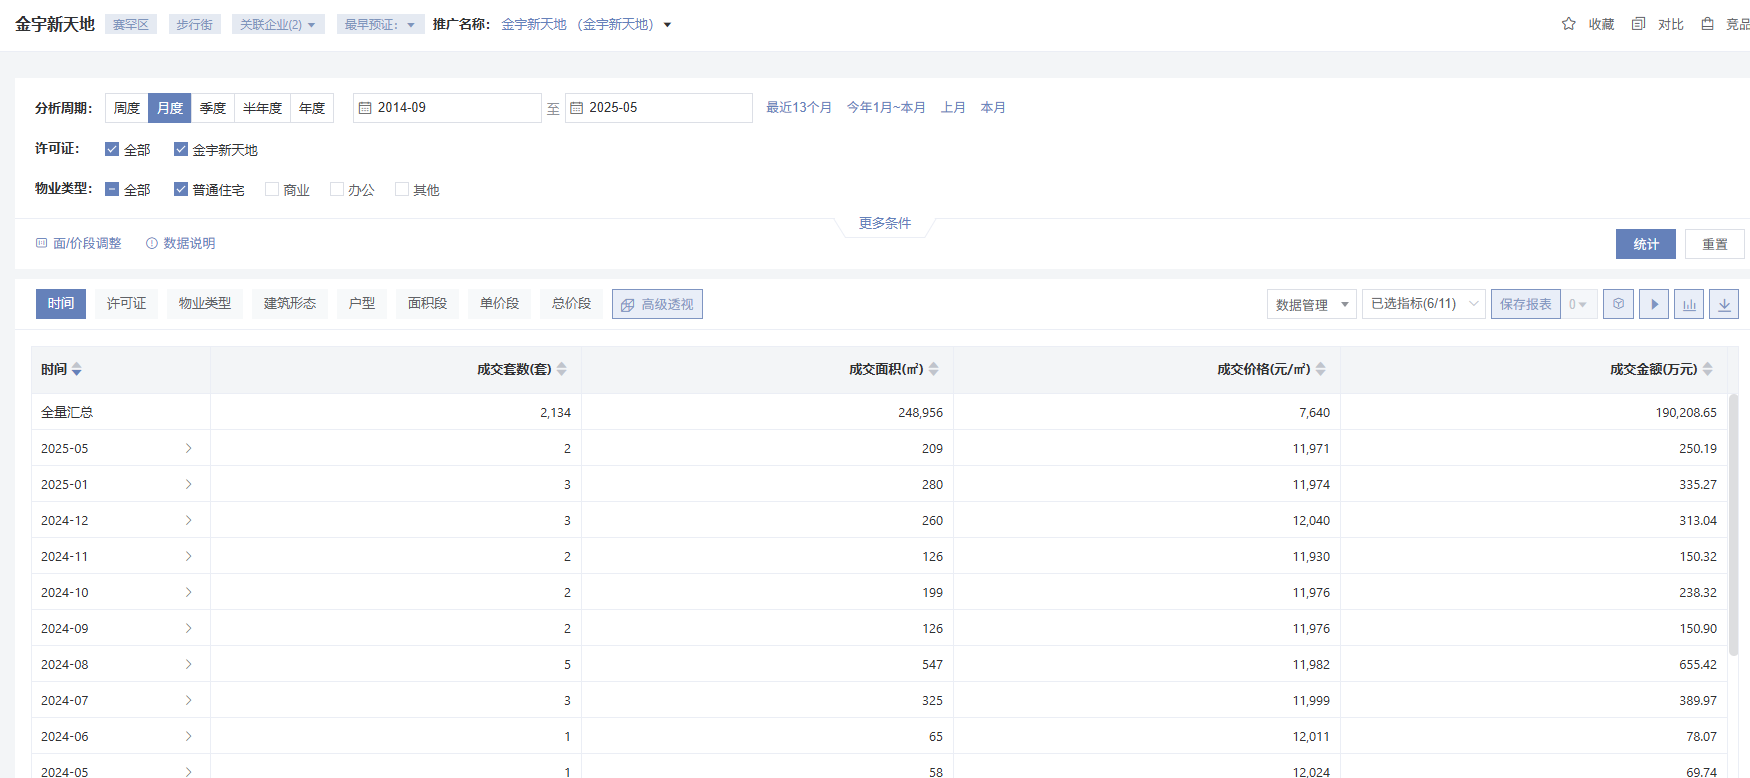 金宇新天地 赛罕区 步行街 关联企业(2) 最早预证: 推广名称: 金宇新天地 (金宇新天地) 收藏 对比 竞品
分析周期: 周度 月度 季度 半年度 年度 2014-09 至 2025-05 最近13个月 今年1月~本月 上月 本月
许可证: 全部 金宇新天地
物业类型: 全部 普通住宅 商业 办公 其他
更多条件
面/价段调整 数据说明 统计 重置
时间 许可证 物业类型 建筑形态 户型 面积段 单价段 总价段 高级透视 数据管理 已选指标(6/11) 保存报表 0
时间 成交套数(套) 成交面积(㎡) 成交价格(元/㎡) 成交金额(万元)
全量汇总 2,134 248,956 7,640 190,208.65
2025-05 2 209 11,971 250.19
2025-01 3 280 11,974 335.27
2024-12 3 260 12,040 313.04
2024-11 2 126 11,930 150.32
2024-10 2 199 11,976 238.32
2024-09 2 126 11,976 150.90
2024-08 5 547 11,982 655.42
2024-07 3 325 11,999 389.97
2024-06 1 65 12,011 78.07
2024-05 1 58 12,024 69.74